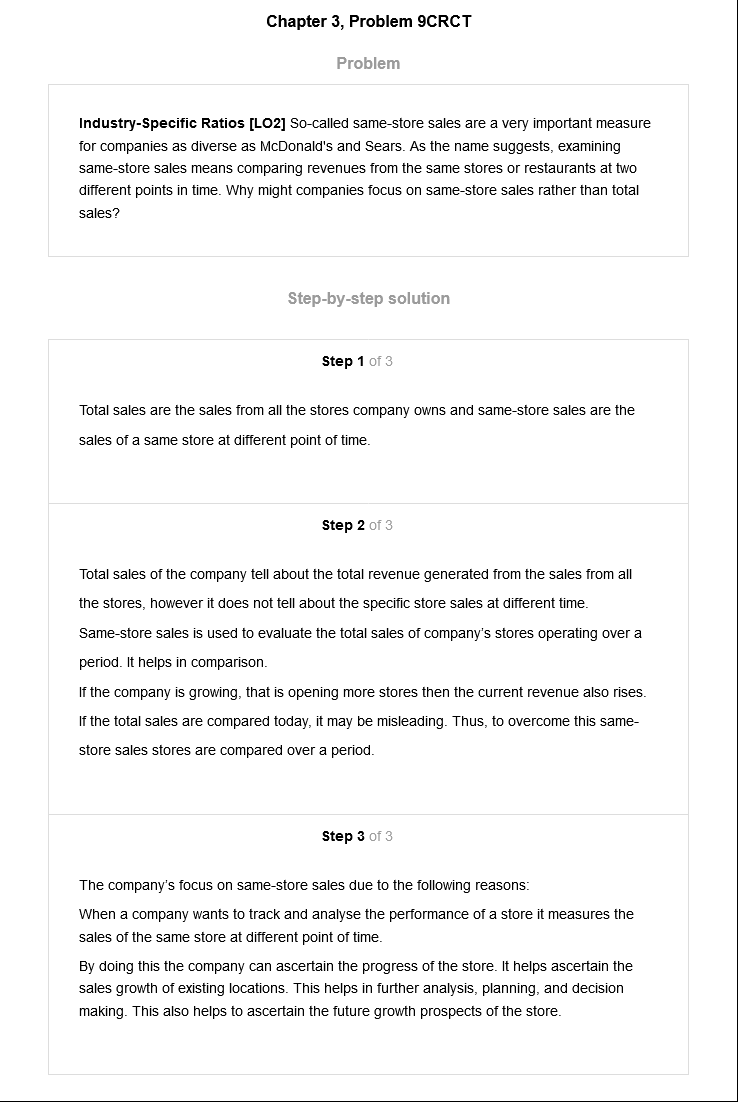 Chapter 3, Problem 9CRCT
Problem
Industry-Specific Ratios [LO2] So-called same-store sales are a very important measure
for companies as diverse as McDonald's and Sears. As the name suggests, examining
same-store sales means comparing revenues from the same stores or restaurants at two
different points in time. Why might companies focus on same-store sales rather than total
sales?
Step-by-step solution
Step 1 of 3
Total sales are the sales from all the stores company owns and same-store sales are the
sales of a same store at different point of time.
Step 2 of 3
Total sales of the company tell about the total revenue generated from the sales from all
the stores, however it does not tell about the specific store sales at different time.
Same-store sales is used to evaluate the total sales of company's stores operating over a
period. It helps in comparison.
If the company is growing, that is opening more stores then the current revenue also rises.
If the total sales are compared today, it may be misleading. Thus, to overcome this same-
store sales stores are compared over a period.
Step 3 of 3
The company's focus on same-store sales due to the following reasons:
When a company wants to track and analyse the performance of a store it measures the
sales of the same store at different point of time.
By doing this the company can ascertain the progress of the store. It helps ascertain the
sales growth of existing locations. This helps in further analysis, planning, and decision
making. This also helps to ascertain the future growth prospects of the store.